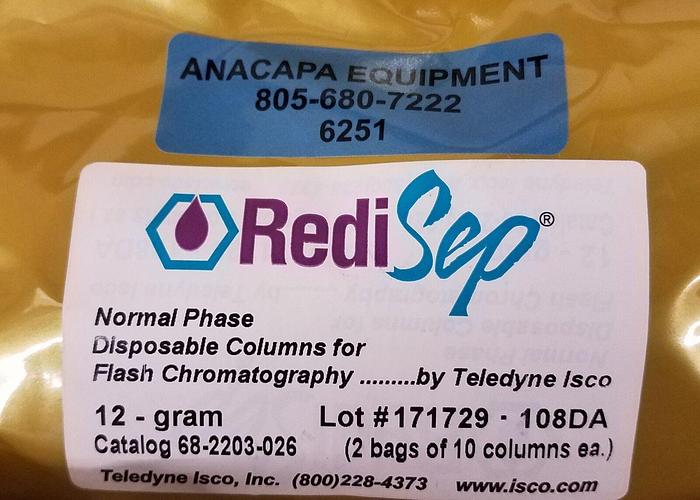 ANACAPA EQUIPMENT
805-680-7222
6251
RediSep®
Normal Phase
Disposable Columns for
Flash Chromatography .........by Teledyne Isco
12 - gram Lot #171729 - 108DA
Catalog 68-2203-026 (2 bags of 10 columns ea.)
Teledyne Isco, Inc. (800)228-4373 www.isco.com